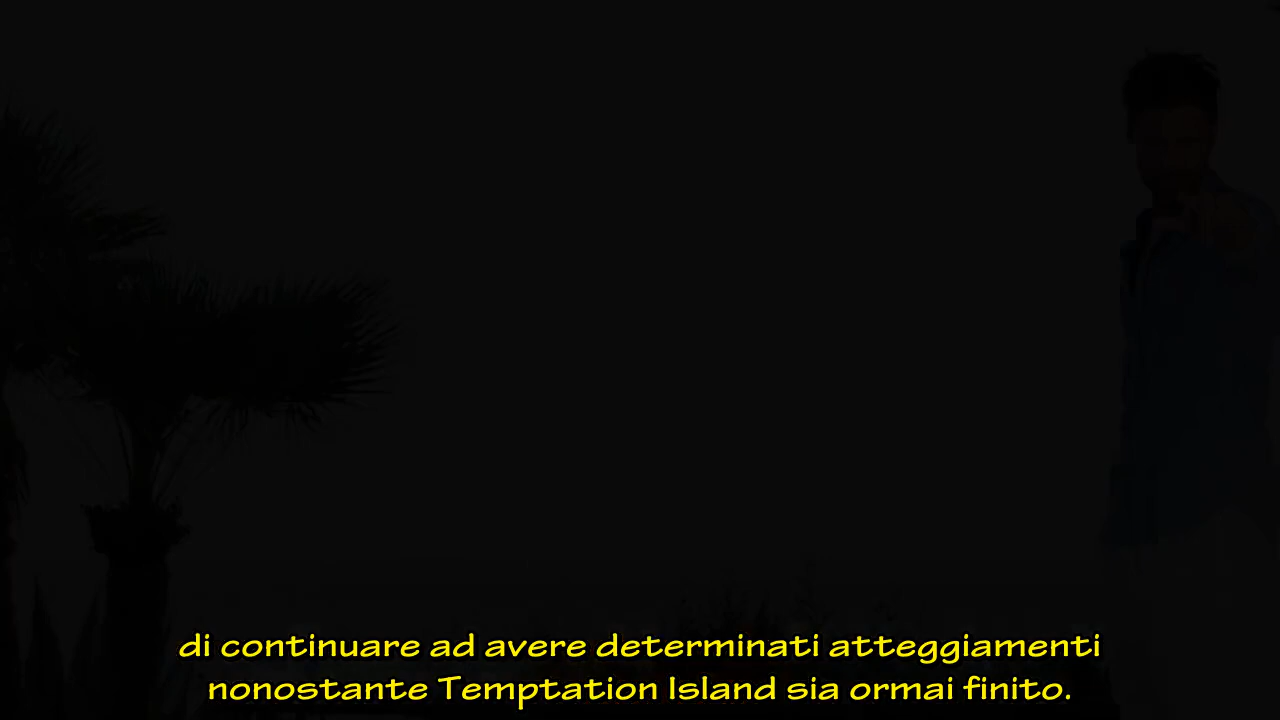 di continuare ad avere determinati atteggiamenti
nonostante Temptation Island sia ormai finito.